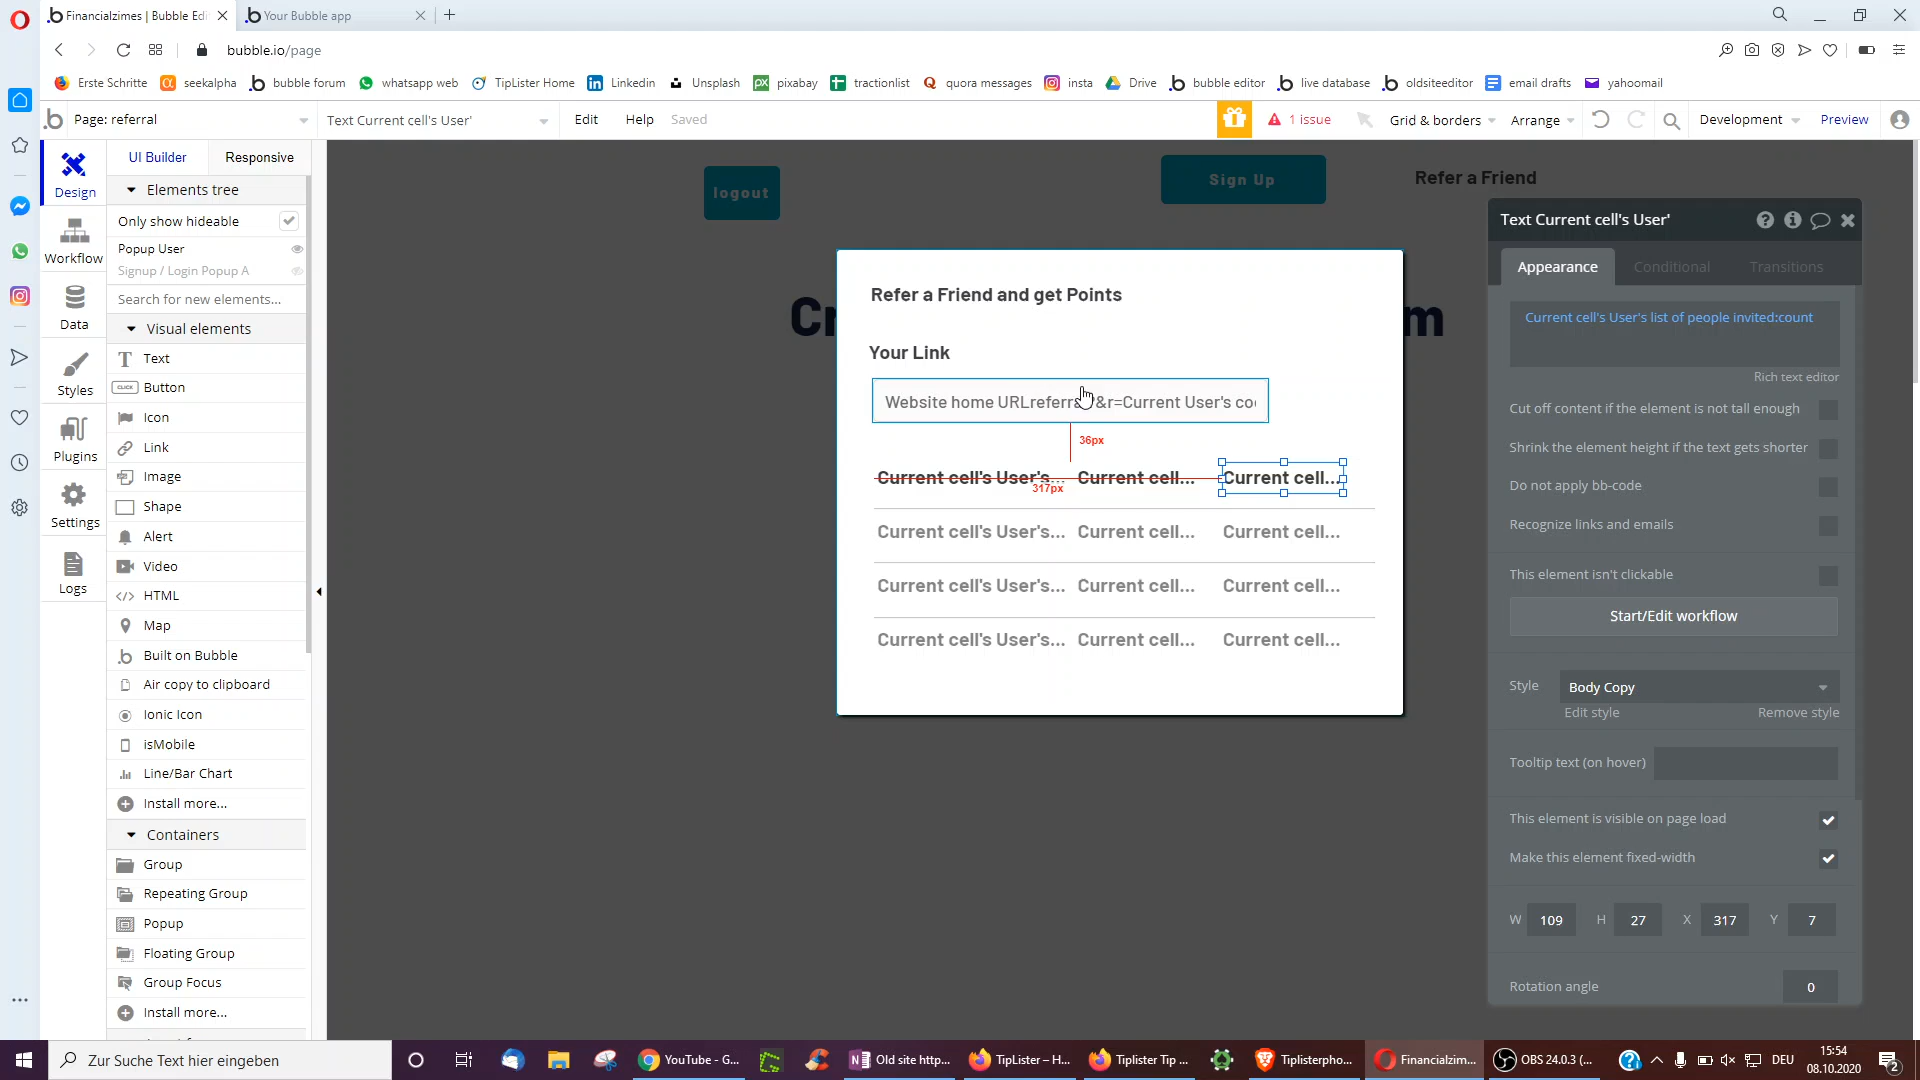 Financialzimes | Bubble Edi
Your Bubble app
bubble.io/page
Erste Schritte
seekalpha
bubble forum
whatsapp web
TipLister Home
Linkedin
Unsplash
pixabay
tractionlist
quora messages
insta
Drive
bubble editor
live database
oldsiteeditor
email drafts
yahoomail
Page: referral
Text Current cell's User'
Edit
Help
Saved
1 issue
Grid & borders
Arrange
Development
Preview
Design
Workflow
Data
Styles
Plugins
Settings
Logs
UI Builder
Responsive
Elements tree
Only show hideable
Popup User
Signup / Login Popup A
Search for new elements...
Visual elements
Text
CLICK
Button
Icon
Link
Image
Shape
Alert
Video
HTML
Map
Built on Bubble
Air copy to clipboard
Ionic Icon
isMobile
Line/Bar Chart
Install more...
Containers
Group
Repeating Group
Popup
Floating Group
Group Focus
Install more...
logout
Sign Up
Refer a Friend
Cr
m
Refer a Friend and get Points
Your Link
Website home URLreferr
&r=Current User's co
36px
Current cell's User's... Current cell... Current cell...
317px
Current cell's User's... Current cell... Current cell...
Current cell's User's... Current cell... Current cell...
Current cell's User's... Current cell... Current cell...
Text Current cell's User'
Appearance
Conditional
Transitions
Current cell's User's list of people invited:count
Rich text editor
Cut off content if the element is not tall enough
Shrink the element height if the text gets shorter
Do not apply bb-code
Recognize links and emails
This element isn't clickable
Start/Edit workflow
Style
Body Copy
Edit style
Remove style
Tooltip text (on hover)
This element is visible on page load
Make this element fixed-width
W 109 H 27 X 317 Y 7
Rotation angle 0
Zur Suche Text hier eingeben
YouTube - G...
Old site http...
TipLister – H...
Tiplister Tip ...
Tiplisterpho...
Financialzim...
OBS 24.0.3 (...
DEU
15:54
08.10.2020
2